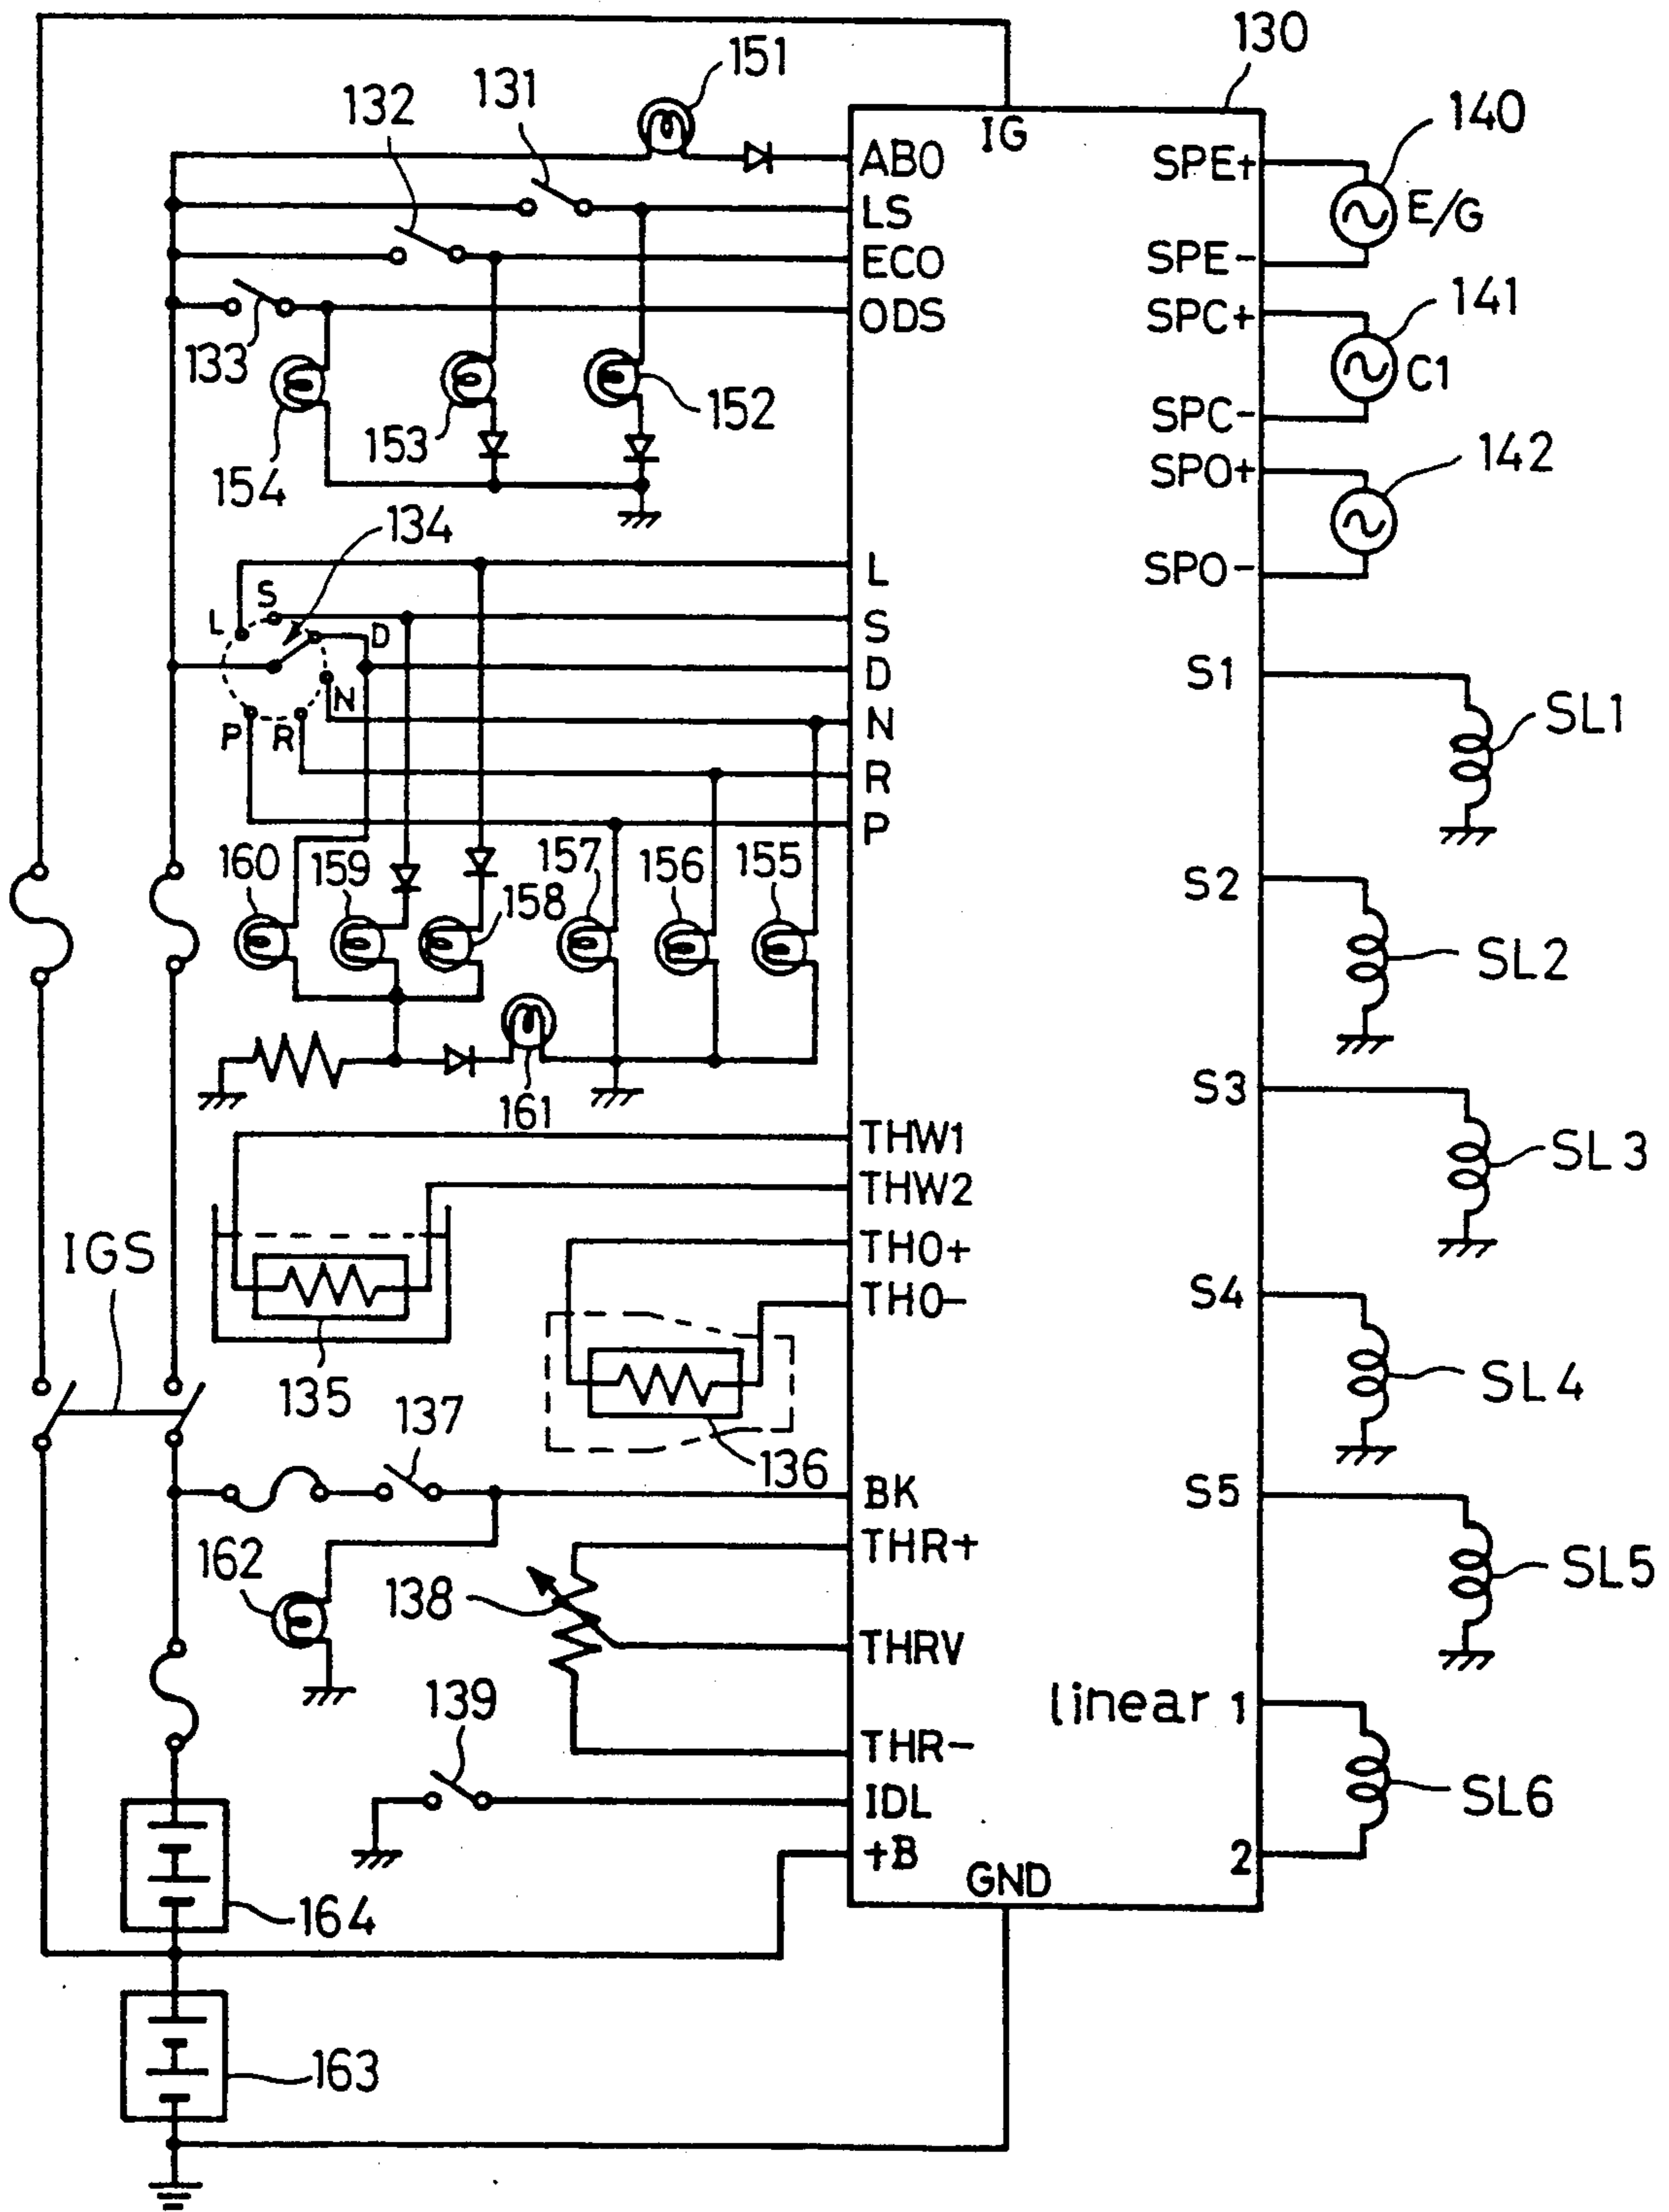 130
151
131
132
140
IG
ABO
SPE+
LS
E/G
ECO
SPE-
ODS
SPC+
141
133
C1
152
153
154
SPC-
SPO+
142
134
L
SPO-
S
L
S
D
D
S1
SL1
N
N
P
R
R
P
160
159
157
156
155
158
S2
SL2
161
S3
THW1
SL3
THW2
THO+
IGS
S4
THO-
135
SL4
137
136
BK
S5
THR+
162
138
SL5
THRV
139
linear 1
THR-
SL6
IDL
+B
2
GND
164
163